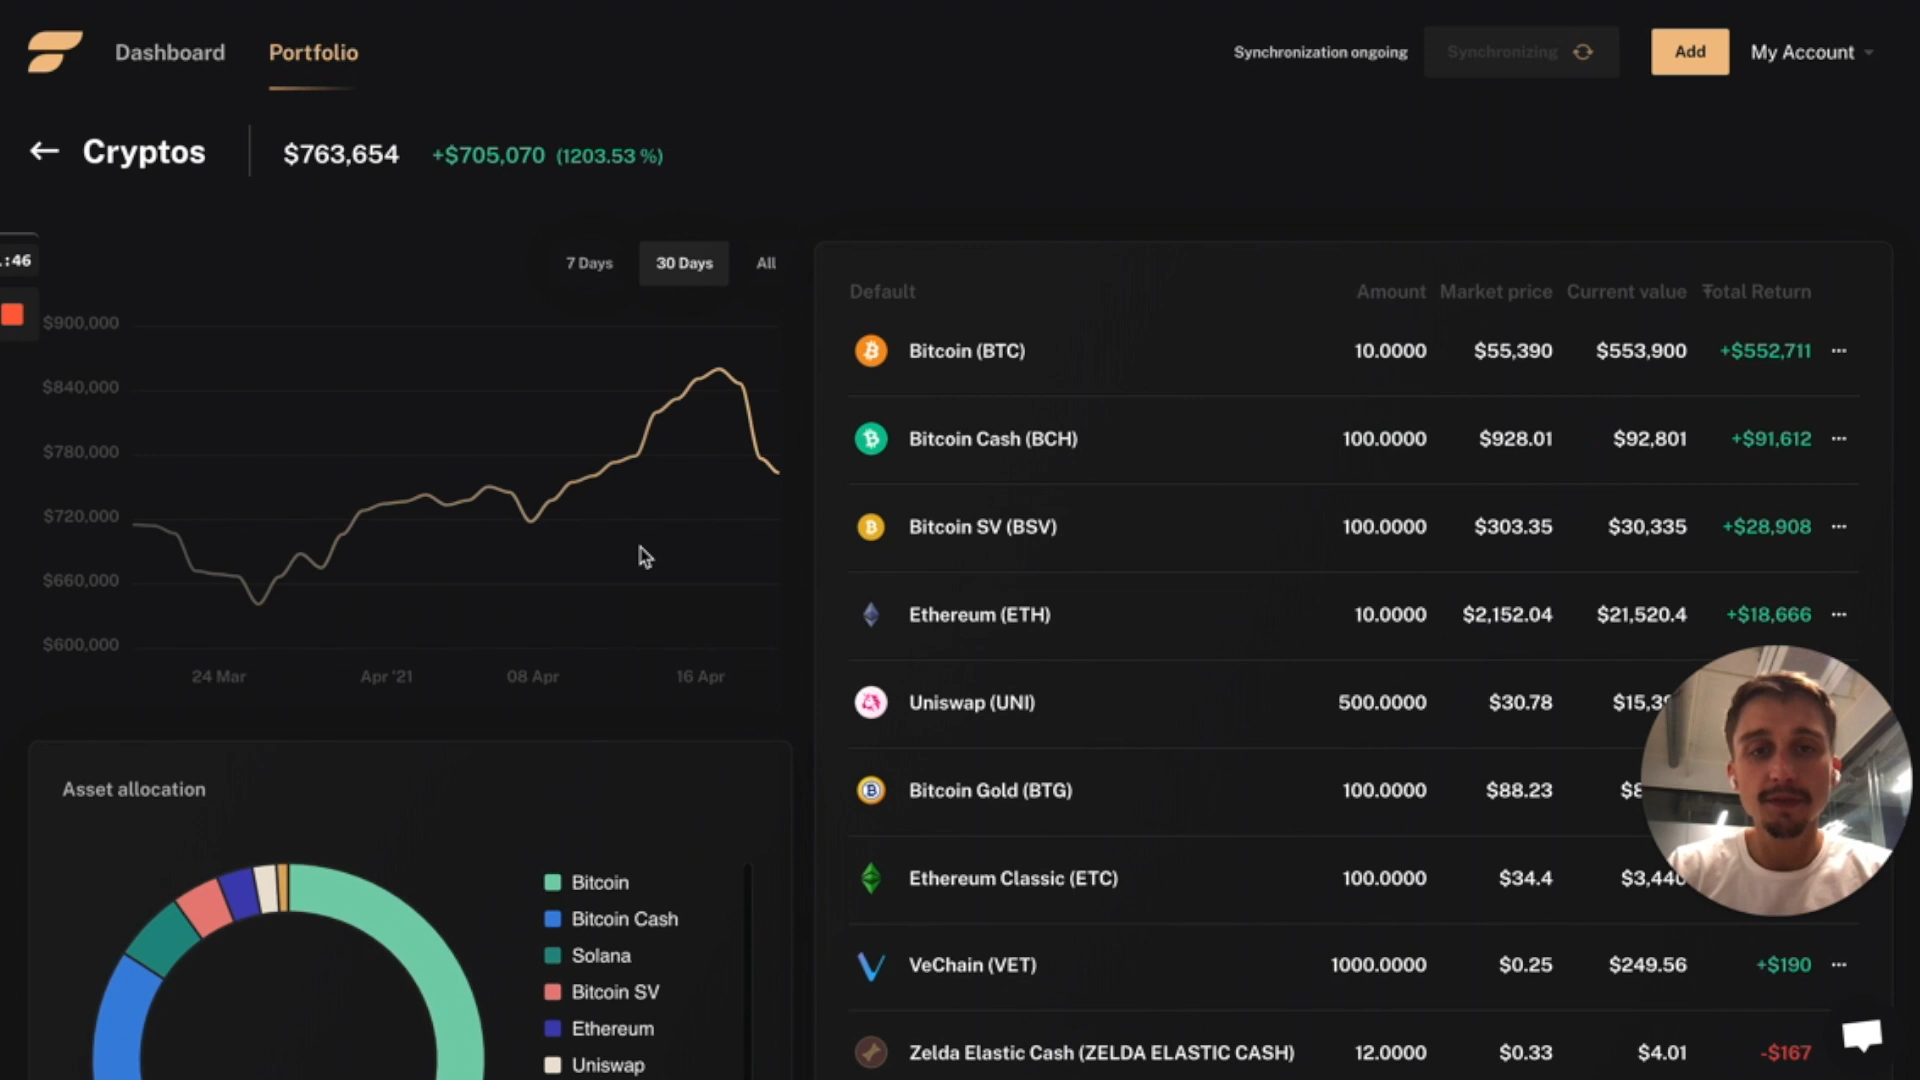 Dashboard
Portfolio
Synchronization ongoing
Synchronizing
Add
My Account
Cryptos
$763,654
+$705,070 (1203.53 %)
:46
7 Days
30 Days
All
$900,000
$840,000
$780,000
$720,000
$660,000
$600,000
24 Mar
Apr '21
08 Apr
16 Apr
Asset allocation
Bitcoin
Bitcoin Cash
Solana
Bitcoin SV
Ethereum
Uniswap
Default Amount Market price Current value Total Return
Bitcoin (BTC) 10.0000 $55,390 $553,900 +$552,711
Bitcoin Cash (BCH) 100.0000 $928.01 $92,801 +$91,612
Bitcoin SV (BSV) 100.0000 $303.35 $30,335 +$28,908
Ethereum (ETH) 10.0000 $2,152.04 $21,520.4 +$18,666
Uniswap (UNI) 500.0000 $30.78
Bitcoin Gold (BTG) 100.0000 $88.23
Ethereum Classic (ETC) 100.0000 $34.4 $3,440
VeChain (VET) 1000.0000 $0.25 $249.56 +$190
Zelda Elastic Cash (ZELDA ELASTIC CASH) 12.0000 $0.33 $4.01 -$167